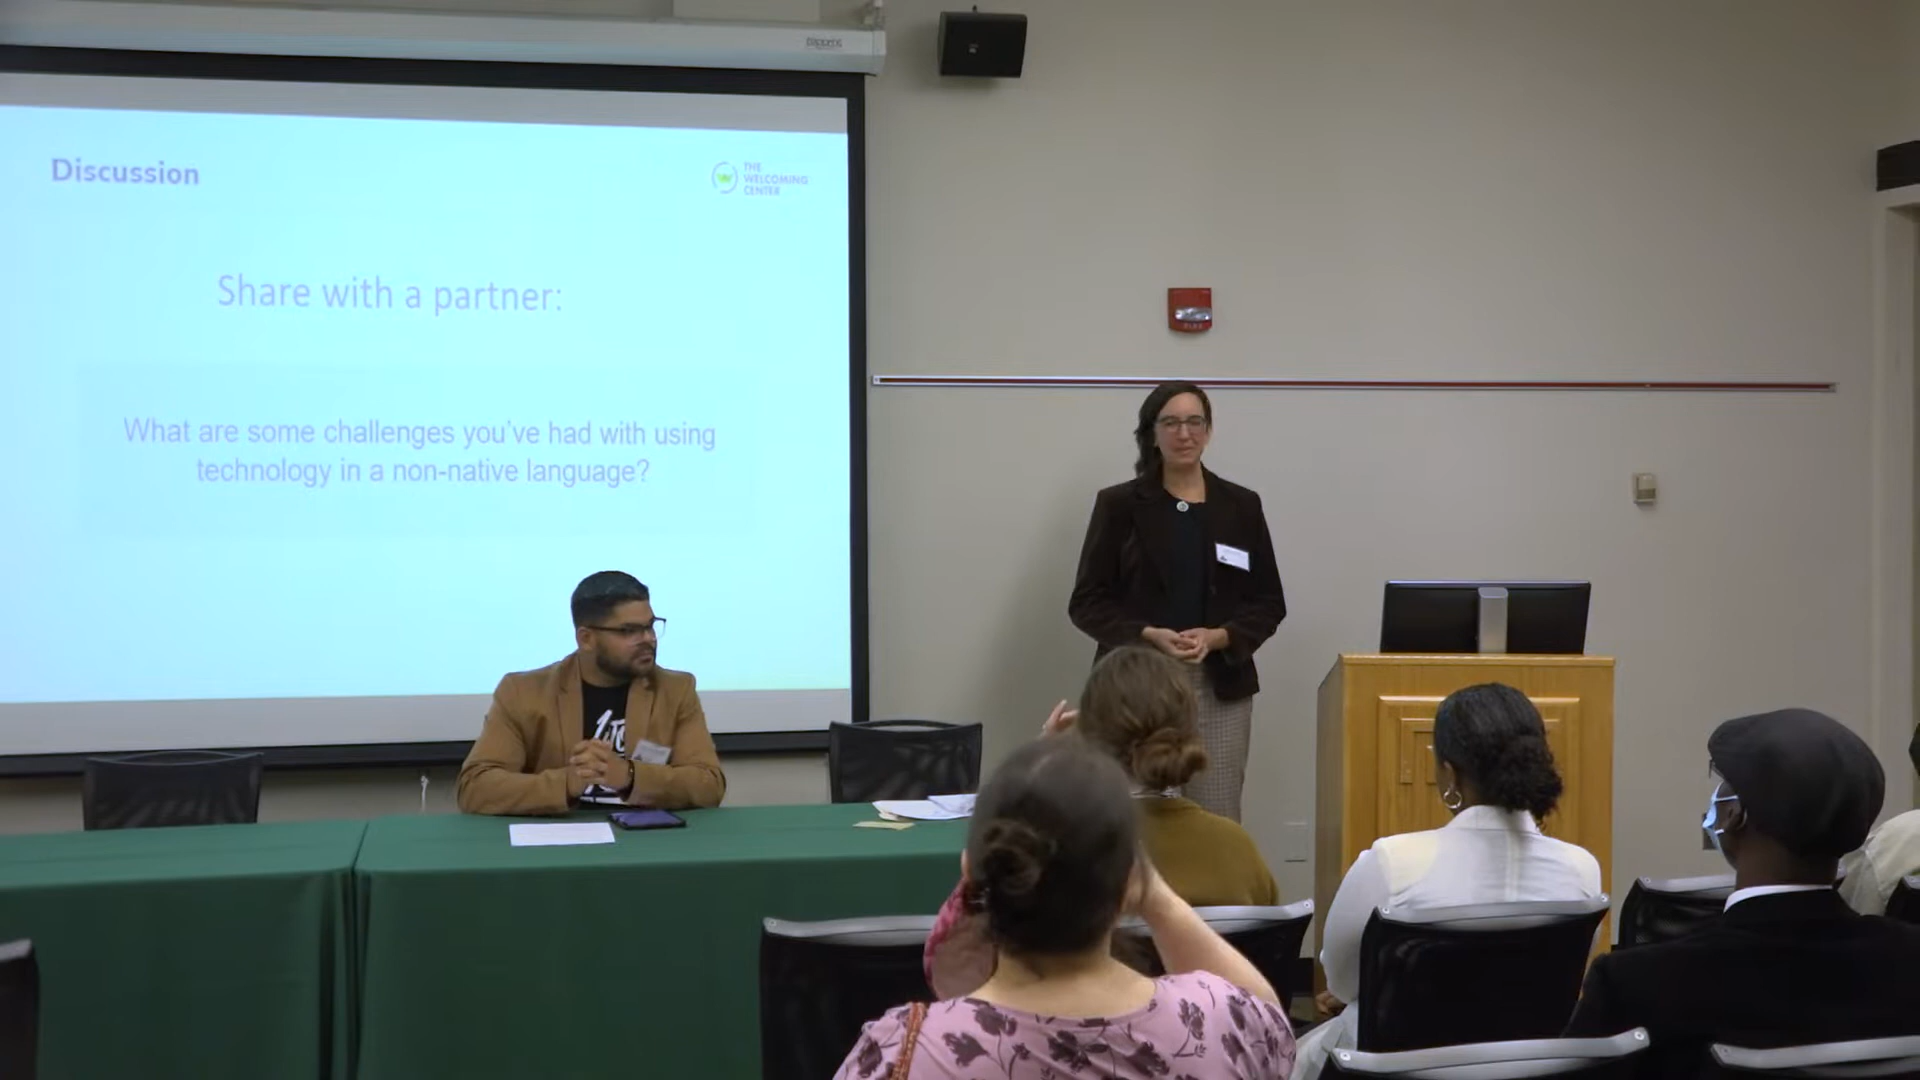 Discussion
THE
WELCOMING
CENTER
Share with a partner:
What are some challenges you've had with using
technology in a non-native language?